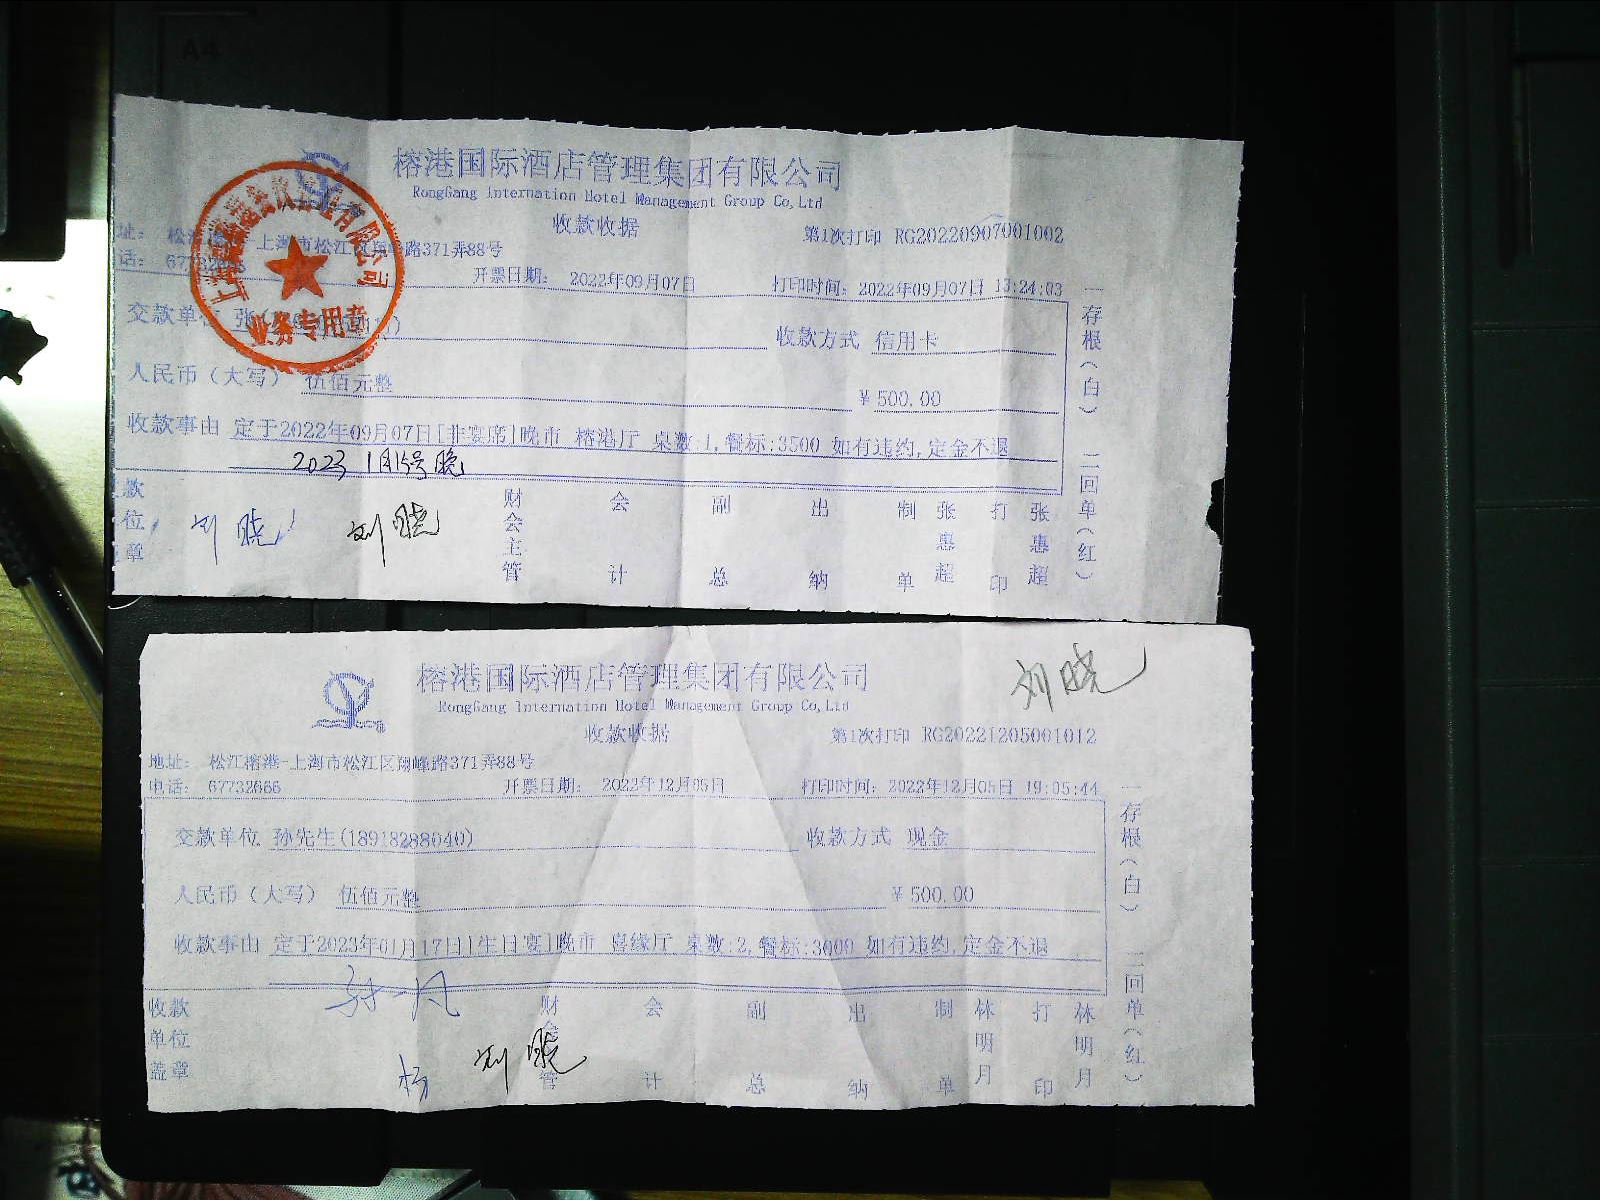 榕港国际酒店管理集团有限公司
RongGang Internation Hotel Management Group Co,Ltd
收款收据
第1次打印 RG20220907001002
址: 上海市松江区 路371弄88号
话:
开票日期: 2022年09月07日
打印时间: 2022年09月07日 13:24:03
业务专用章
交款单位 张
收款方式 信用卡
人民币(大写) 伍佰元整
¥500.00
收款事由 定于2022年09月07日[非宴席]晚市 榕港厅 桌数:1,餐标:3500 如有违约,定金不退
2023 1月15号 晚
款位章
刘晓 刘晓
财会主管 会计 副总 出纳 制单 张惠超 打印 张惠超
一存根(白) 二回单(红)
榕港国际酒店管理集团有限公司
RongGang Internation Hotel Management Group Co,Ltd
刘晓
收款收据
第1次打印 RG20221205001012
地址: 松江榕港-上海市松江区翔峰路371弄88号
电话: 67732666
开票日期: 2022年12月05日
打印时间: 2022年12月05日 19:05:44
交款单位 孙先生(18918288040)
收款方式 现金
人民币(大写) 伍佰元整
¥500.00
收款事由 定于2023年01月17日[生日宴]晚市 喜缘厅 桌数:2,餐标:3000 如有违约,定金不退
收款单位盖章
杨 刘晓
财会 管 会计 副总 出纳 制单 林明月 打印 林明月
一存根(白) 二回单(红)